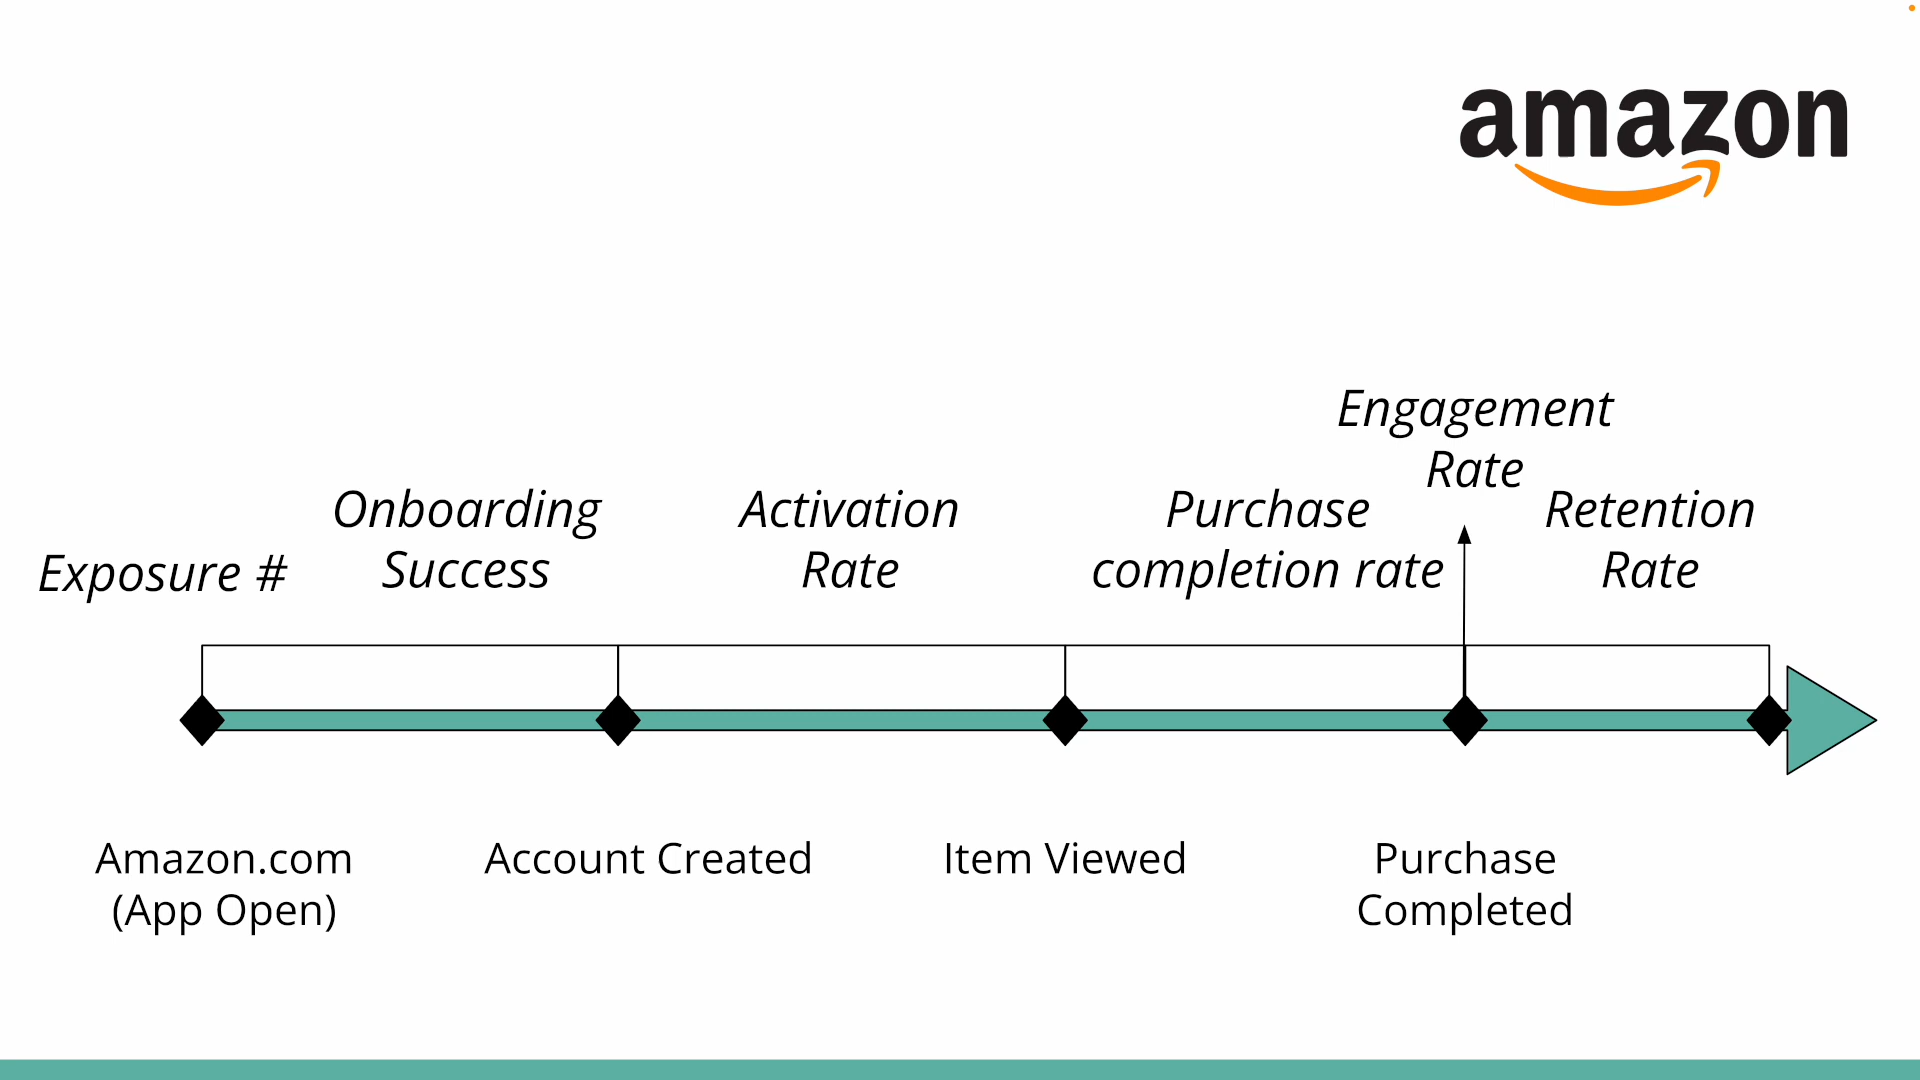 amazon
Engagement
Rate
Onboarding
Success
Activation
Rate
Purchase
completion rate
Retention
Rate
Exposure #
Amazon.com
(App Open)
Account Created
Item Viewed
Purchase
Completed